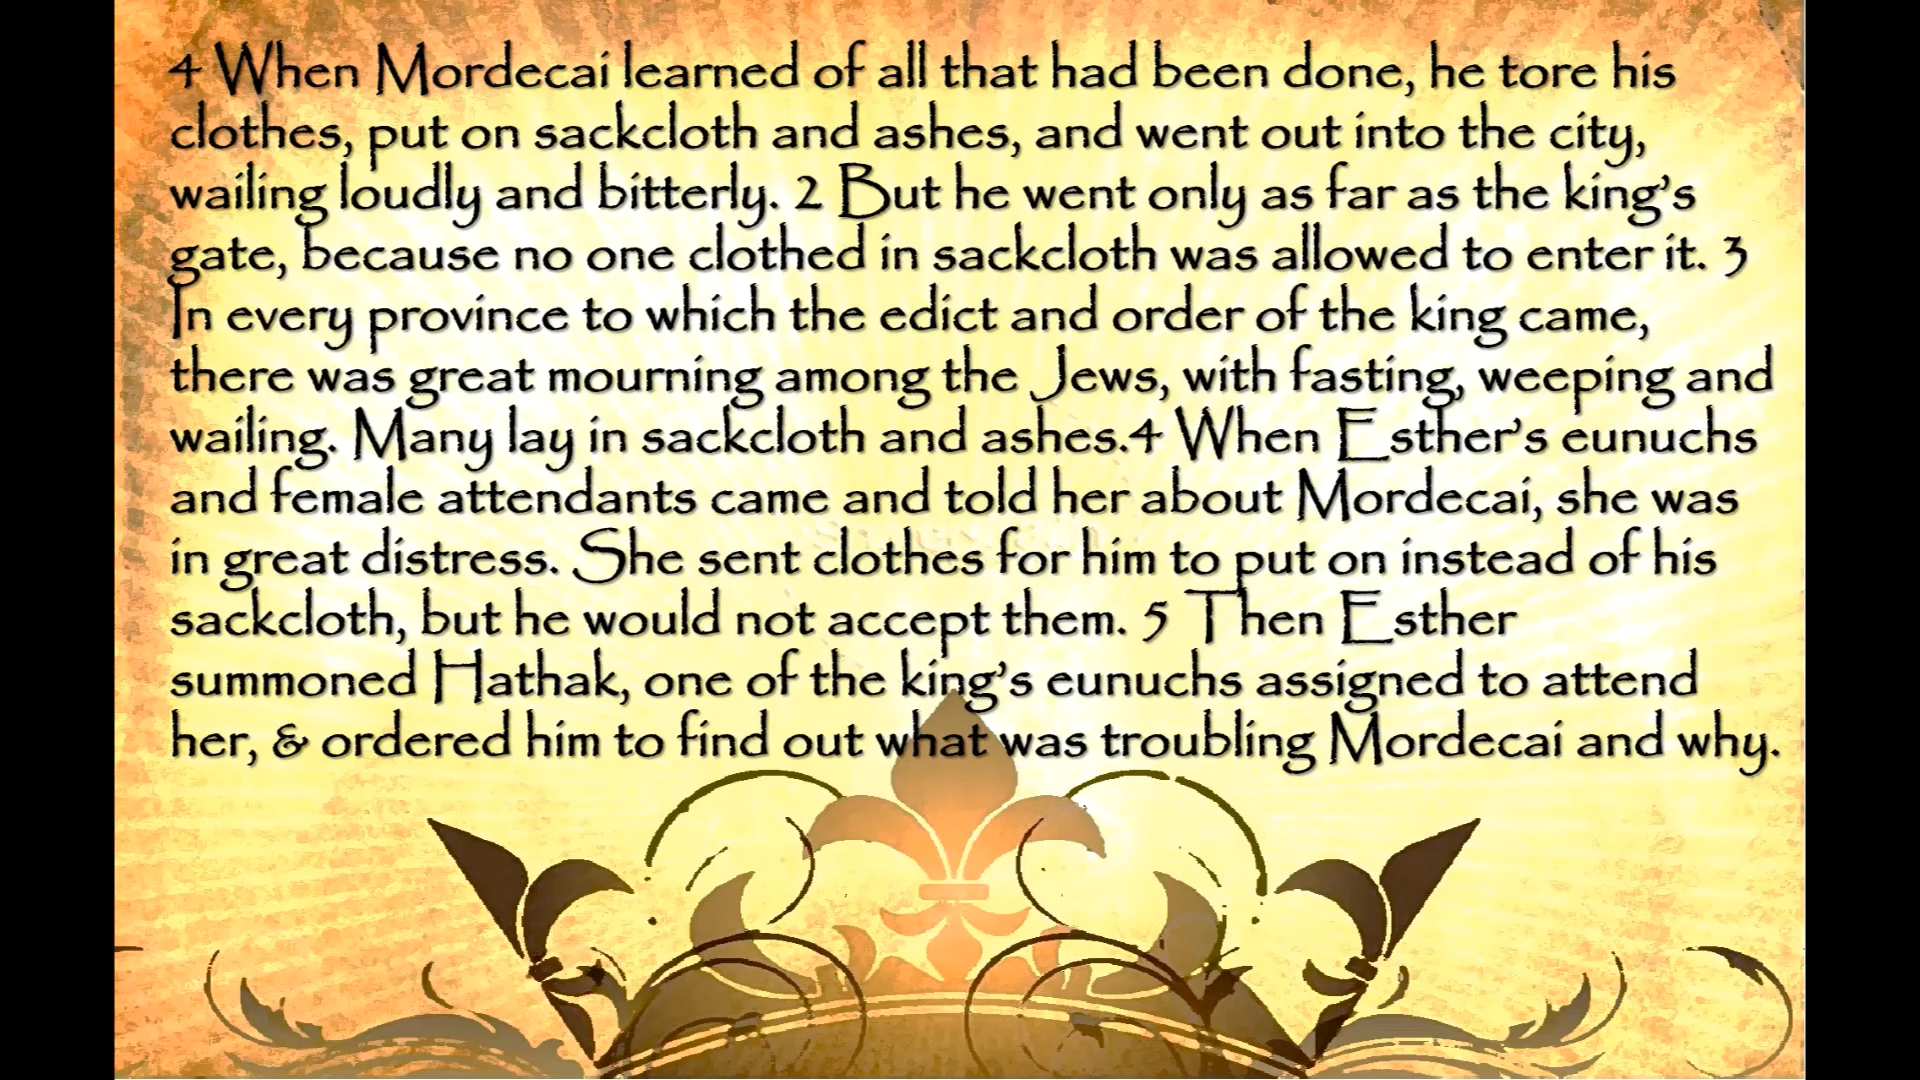 4 When Mordecai learned of all that had been done, he tore his
clothes, put on sackcloth and ashes, and went out into the city,
wailing loudly and bitterly. 2 But he went only as far as the king’s
gate, because no one clothed in sackcloth was allowed to enter it. 3
In every province to which the edict and order of the king came,
there was great mourning among the Jews, with fasting, weeping and
wailing. Many lay in sackcloth and ashes.4 When Esther’s eunuchs
and female attendants came and told her about Mordecai, she was
in great distress. She sent clothes for him to put on instead of his
sackcloth, but he would not accept them. 5 Then Esther
summoned Hathak, one of the king’s eunuchs assigned to attend
her, & ordered him to find out what was troubling Mordecai and why.